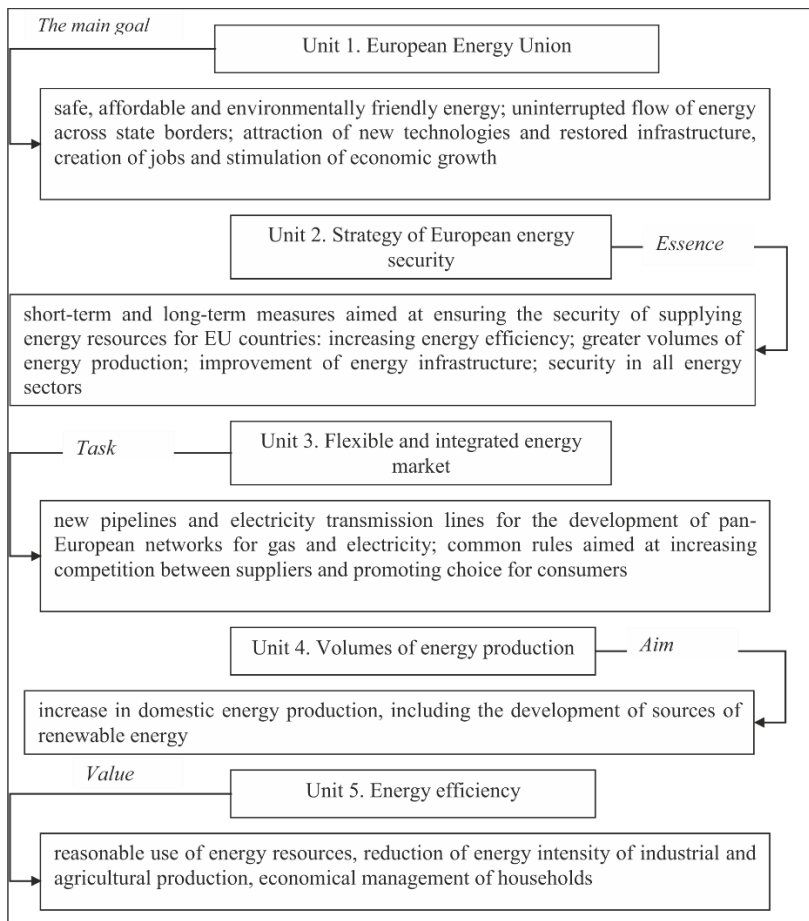 The main goal
Unit 1. European Energy Union
safe, affordable and environmentally friendly energy; uninterrupted flow of energy
across state borders; attraction of new technologies and restored infrastructure,
creation of jobs and stimulation of economic growth
Unit 2. Strategy of European energy
security
Essence
short-term and long-term measures aimed at ensuring the security of supplying
energy resources for EU countries: increasing energy efficiency; greater volumes of
energy production; improvement of energy infrastructure; security in all energy
sectors
Task
Unit 3. Flexible and integrated energy
market
new pipelines and electricity transmission lines for the development of pan-
European networks for gas and electricity; common rules aimed at increasing
competition between suppliers and promoting choice for consumers
Unit 4. Volumes of energy production
Aim
increase in domestic energy production, including the development of sources of
renewable energy
Value
Unit 5. Energy efficiency
reasonable use of energy resources, reduction of energy intensity of industrial and
agricultural production, economical management of households